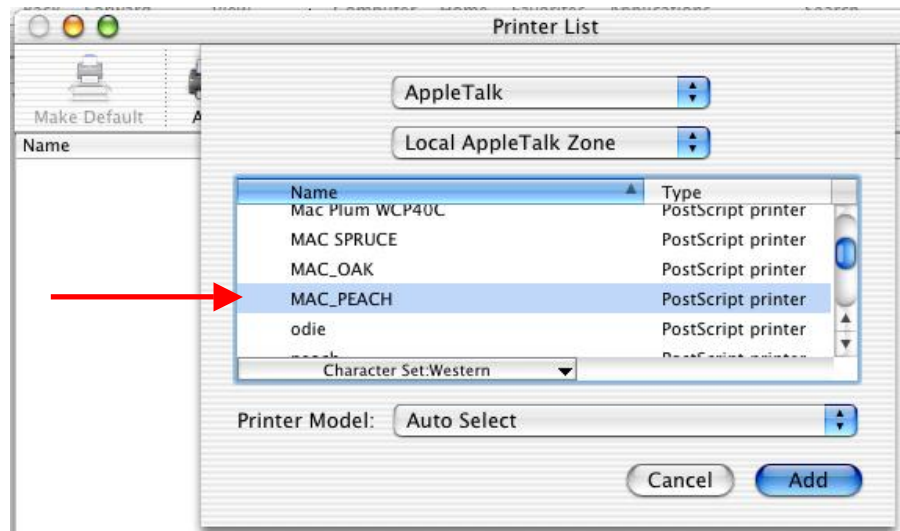 Printer List
Make Default
Name
AppleTalk
Local AppleTalk Zone
Name Type
Mac Plum WCP40C PostScript printer
MAC SPRUCE PostScript printer
MAC_OAK PostScript printer
MAC_PEACH PostScript printer
odie PostScript printer
Character Set:Western
Printer Model: Auto Select
Cancel Add